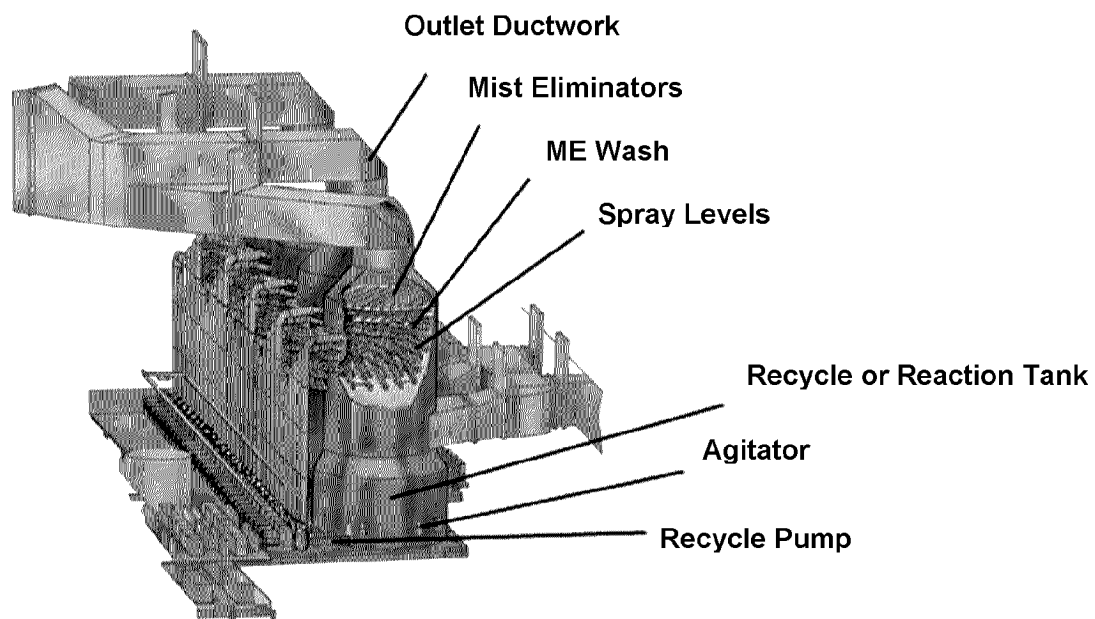 Outlet Ductwork
Mist Eliminators
ME Wash
Spray Levels
Recycle or Reaction Tank
Agitator
Recycle Pump